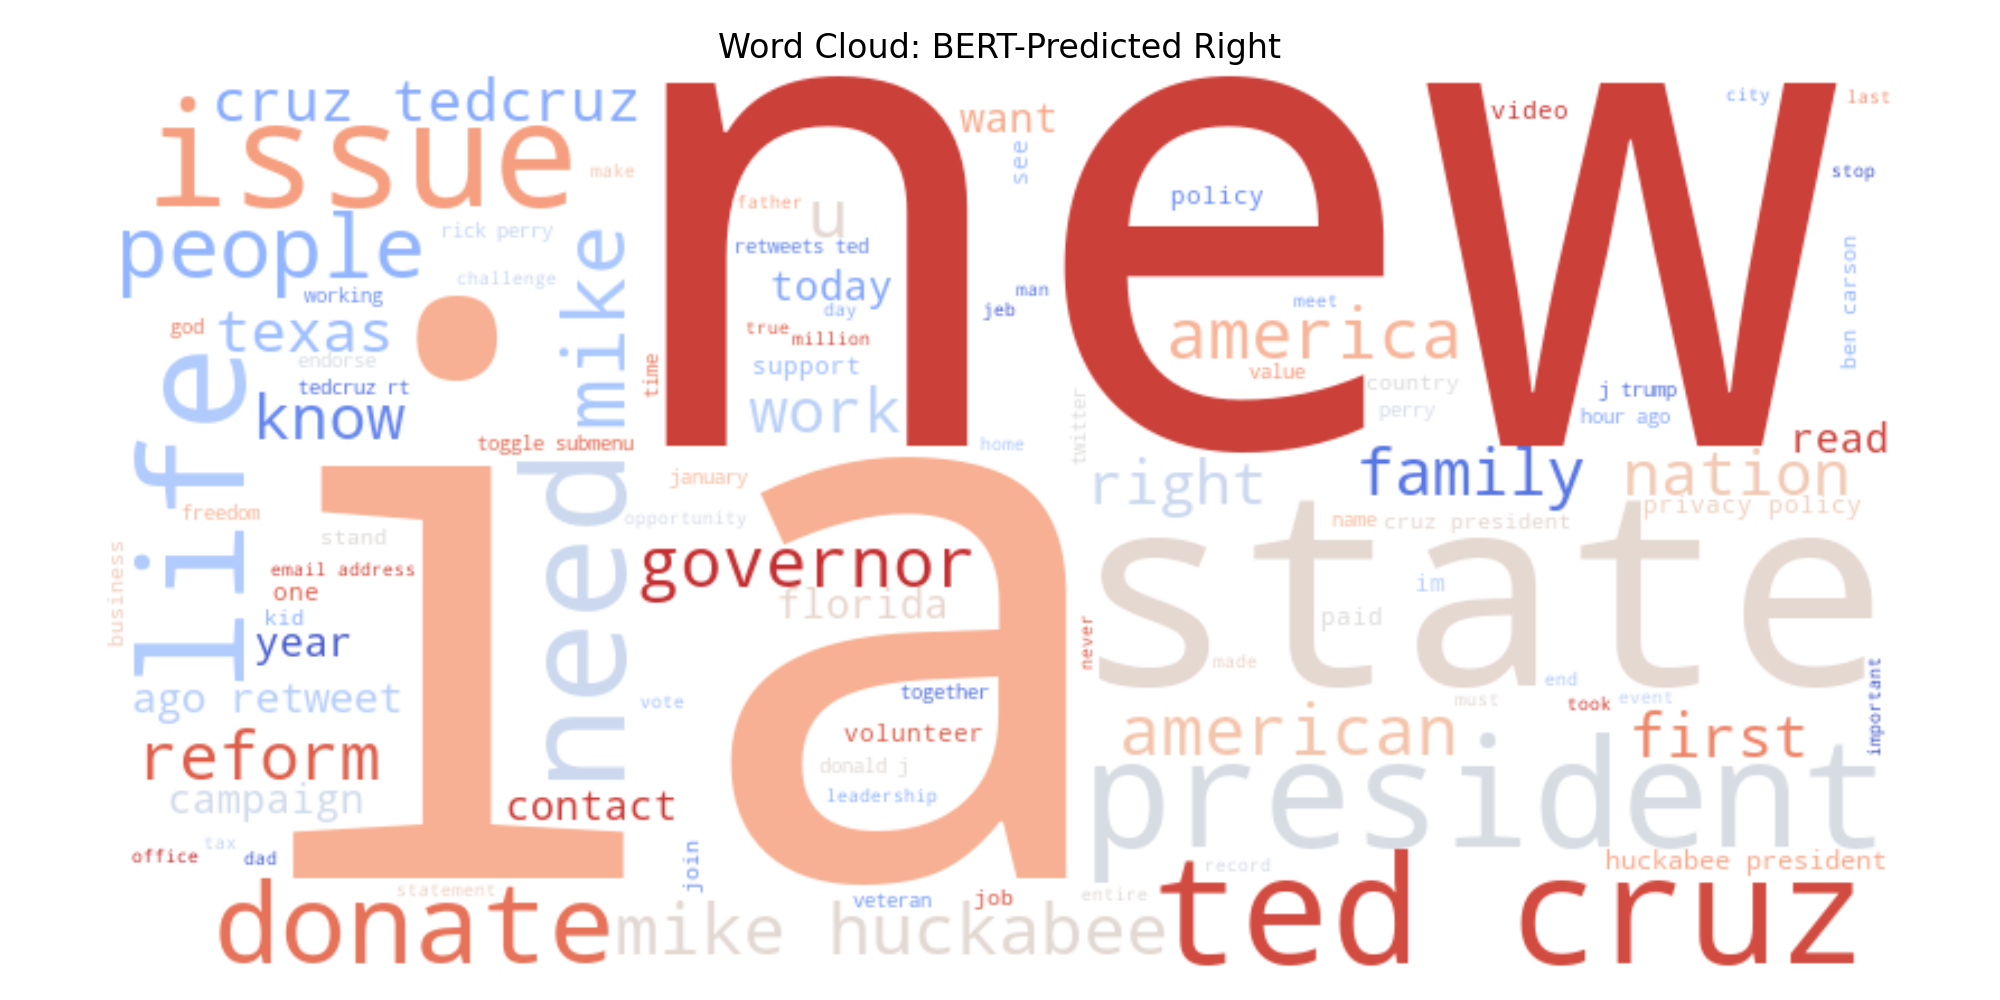 Word Cloud: BERT-Predicted Right
cruz tedcruz
new
want
video
city
last
issue
make
see
stop
father
u
policy
people
rick perry
mike
retweets ted
ben carson
challenge
today
man
meet
working
day
jeb
god
texas
true
million
america
endorse
time
support
value
country
j trump
tedcruz rt
life
know
work
twitter
perry
hour ago
toggle submenu
home
read
ia
need
january
right
family
nation
freedom
opportunity
name
cruz president
privacy policy
stand
business
governor
state
email address
one
florida
im
kid
paid
year
never
made
ago retweet
vote
together
end
important
must
took
event
reform
volunteer
american
first
donald j
president
campaign
contact
leadership
tax
office
dad
join
record
huckabee president
statement
veteran
job
entire
donate
mike huckabee
ted cruz